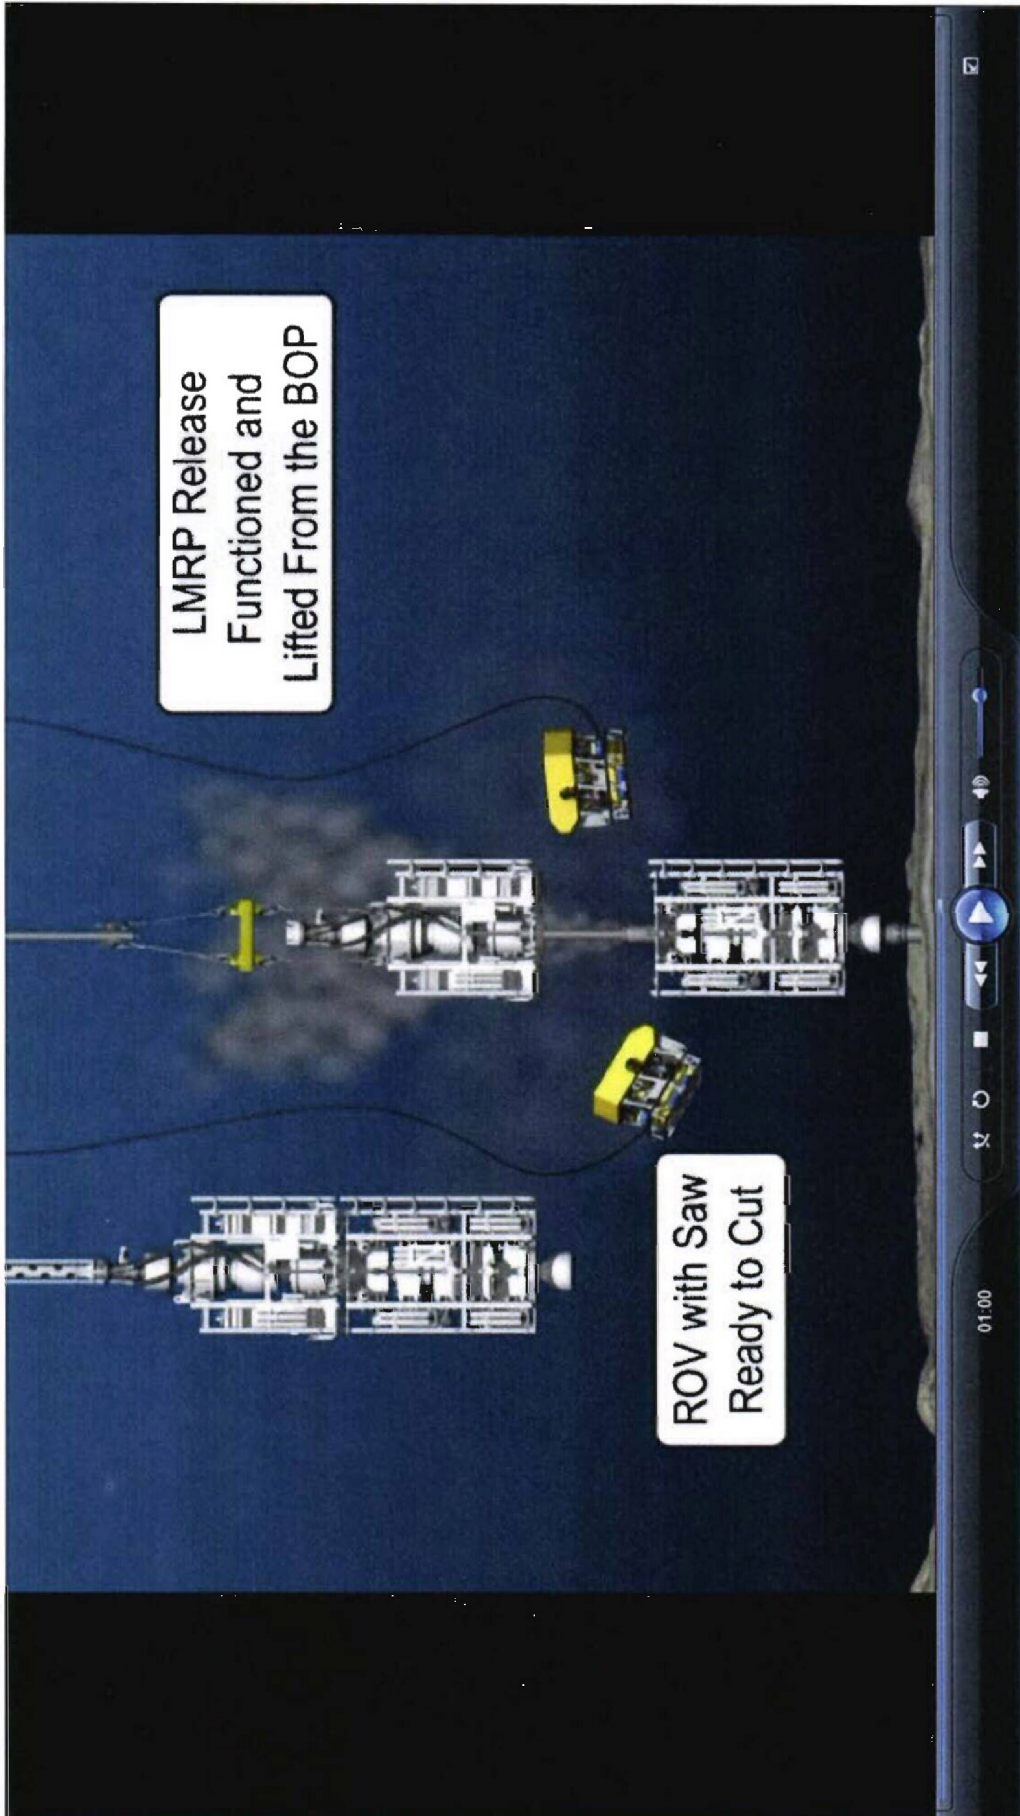 LMRP Release
Functioned and
Lifted From the BOP
ROV with Saw
Ready to Cut
01:00